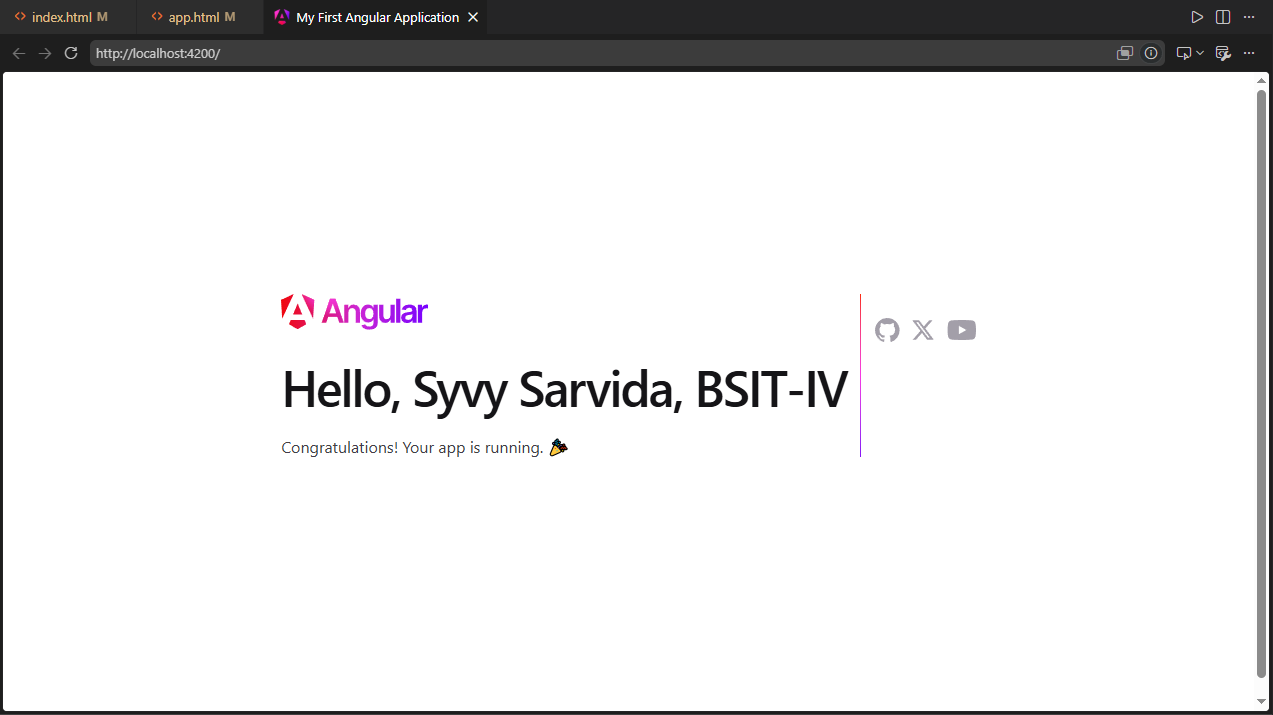 index.html M app.html M My First Angular Application
http://localhost:4200/
Angular
Hello, Syvy Sarvida, BSIT-IV
Congratulations! Your app is running. 🎉